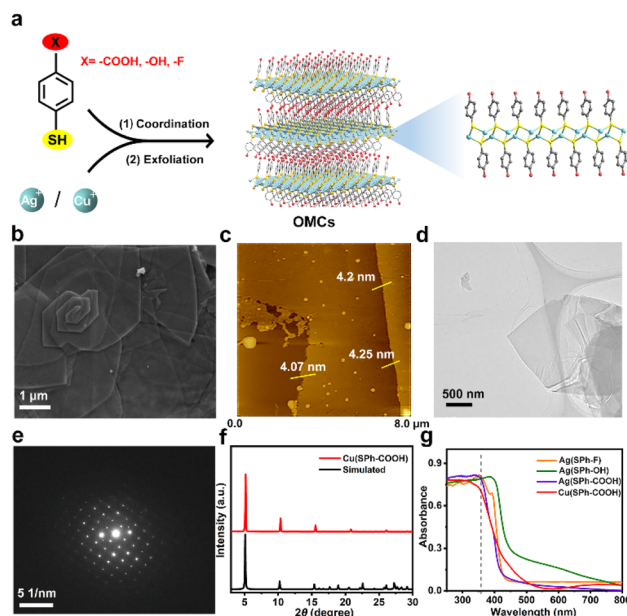 a
X
X= -COOH, -OH, -F
SH
(1) Coordination
(2) Exfoliation
Ag+ / Cu+
OMCs
b
1 μm
c
4.2 nm
4.07 nm
4.25 nm
0.0
8.0 μm
d
500 nm
e
5 1/nm
f
Cu(SPh-COOH)
Simulated
Intensity (a.u.)
5 10 15 20 25 30
2θ (degree)
g
Ag(SPh-F)
Ag(SPh-OH)
Ag(SPh-COOH)
Cu(SPh-COOH)
Absorbance
0.9
0.6
0.3
0.0
300 400 500 600 700 800
Wavelength (nm)